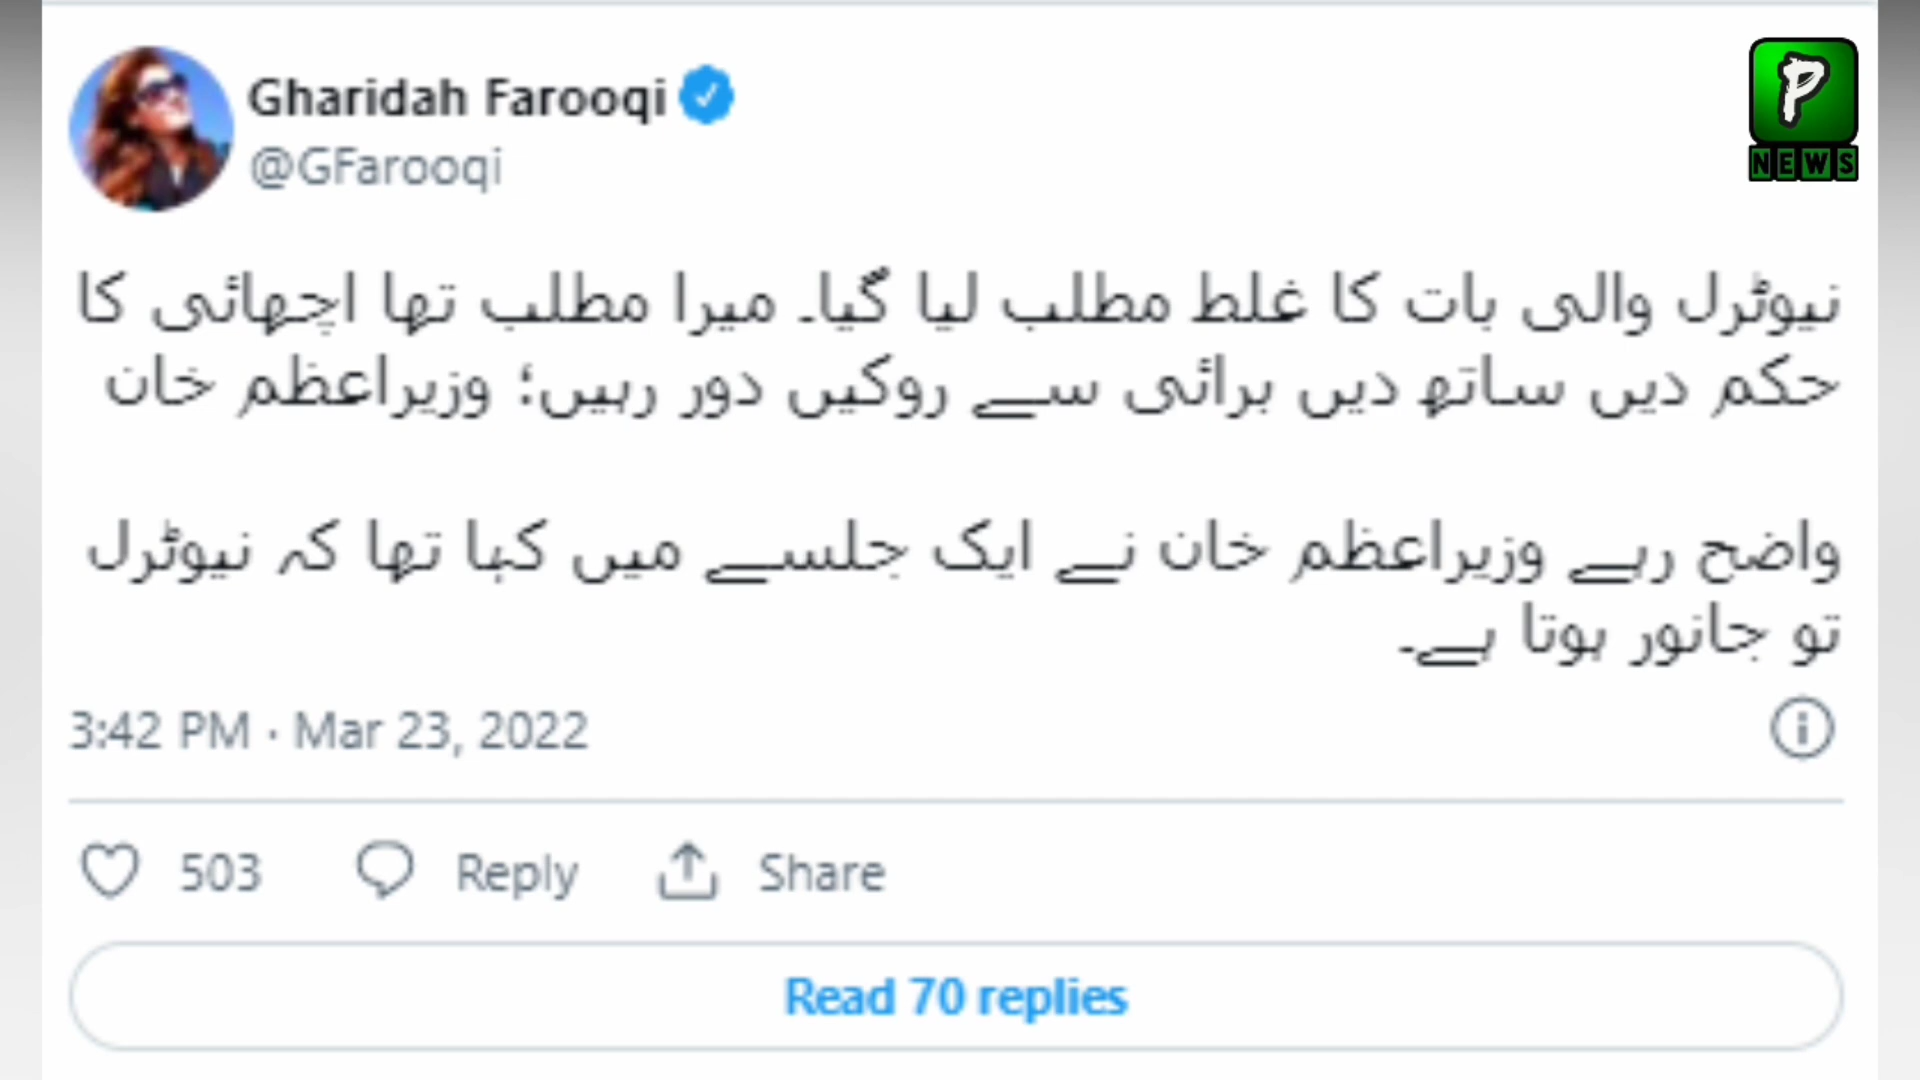 Gharidah Farooqi
@GFarooqi
P
NEWS
نیوٹرل والی بات کا غلط مطلب لیا گیا۔ میرا مطلب تھا اچھائی کا
حکم دیں ساتھ دیں برائی سے روکیں دور رہیں؛ وزیراعظم خان
واضح رہے وزیراعظم خان نے ایک جلسے میں کہا تھا کہ نیوٹرل
تو جانور ہوتا ہے۔
3:42 PM · Mar 23, 2022
503 Reply Share
Read 70 replies